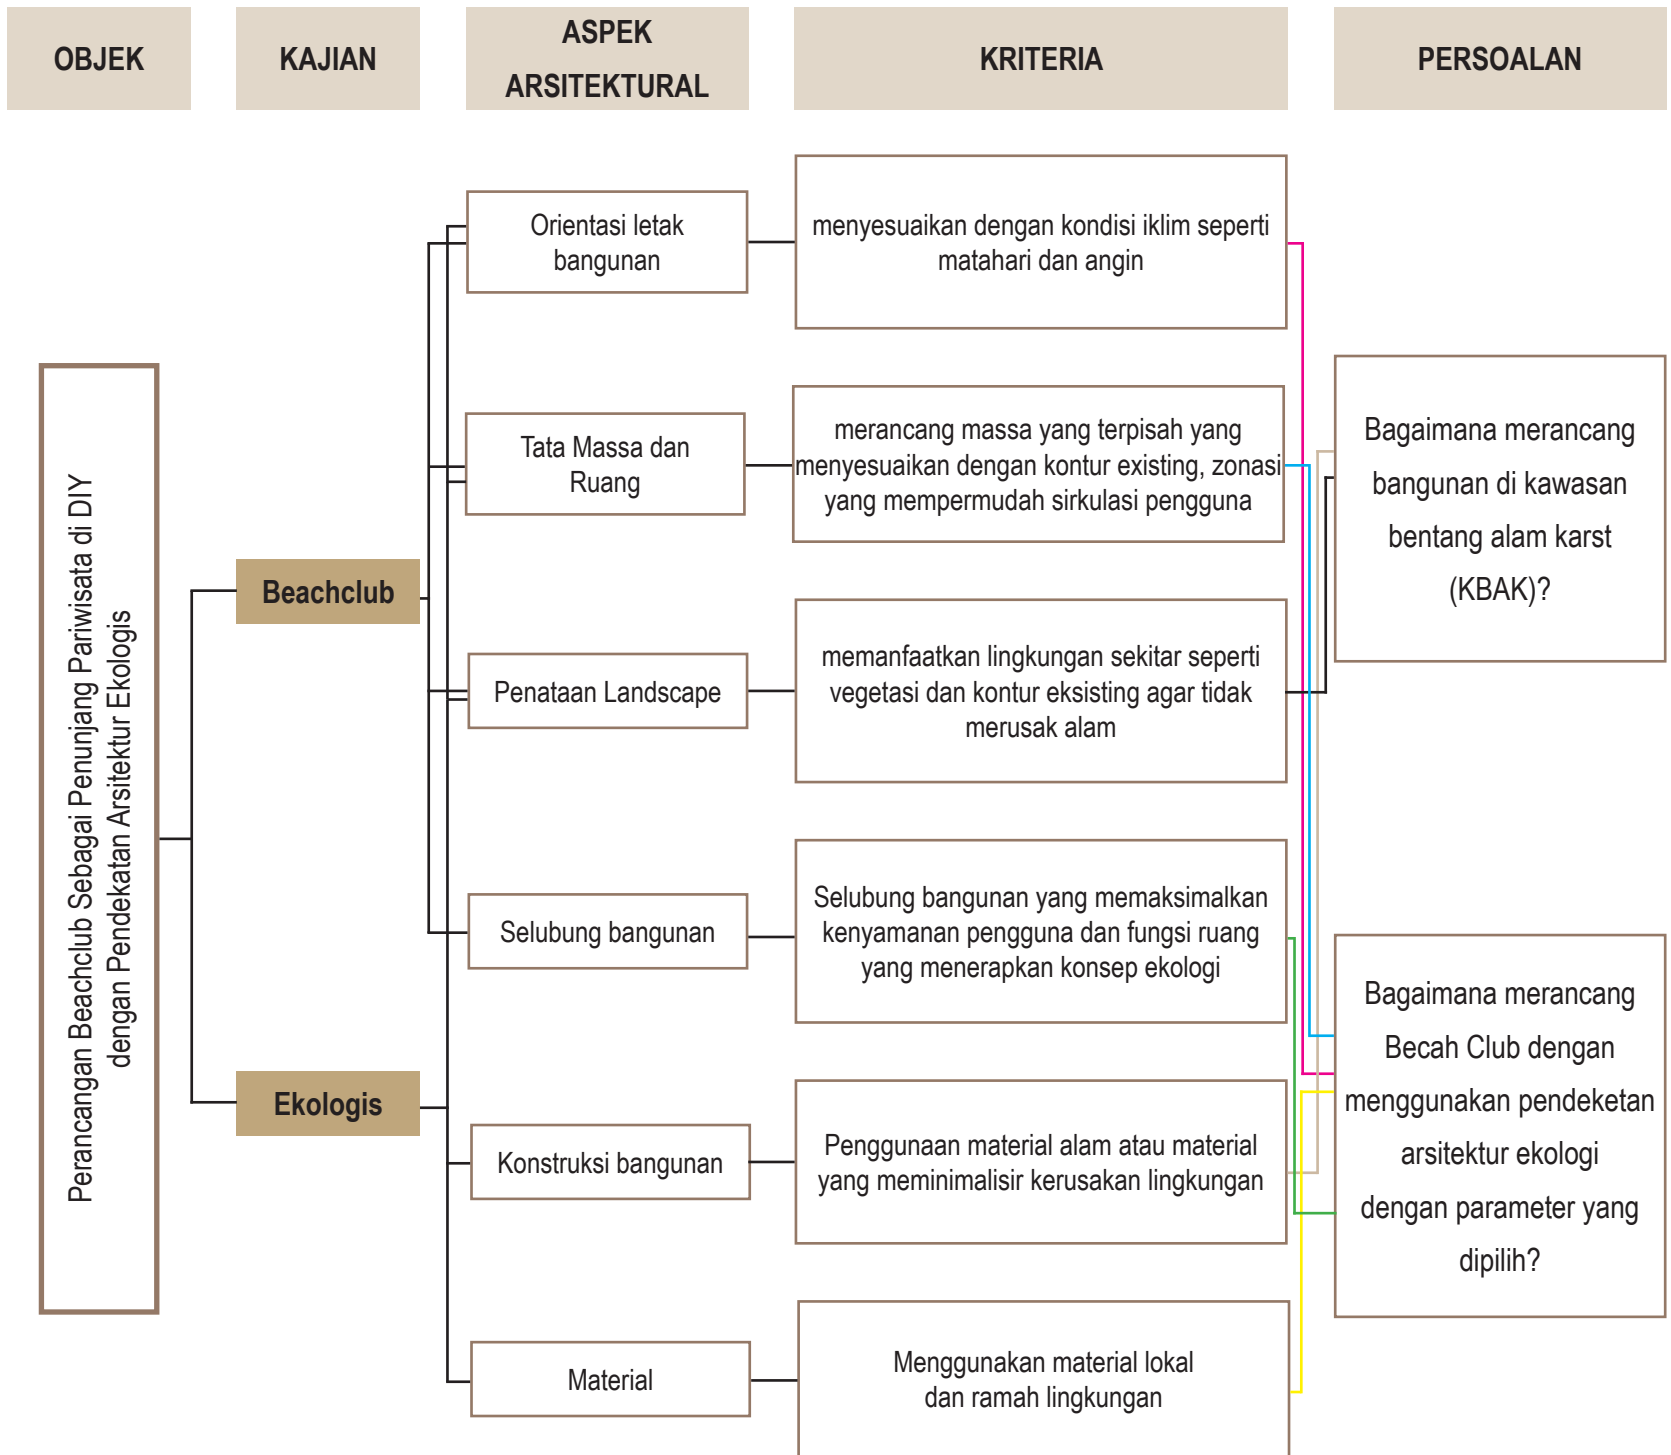 OBJEK
KAJIAN
ASPEK
ARSITEKTURAL
KRITERIA
PERSOALAN
Perancangan Beachclub Sebagai Penunjang Pariwisata di DIY
dengan Pendekatan Arsitektur Ekologis
Beachclub
Ekologis
Orientasi letak
bangunan
menyesuaikan dengan kondisi iklim seperti
matahari dan angin
Tata Massa dan
Ruang
merancang massa yang terpisah yang
menyesuaikan dengan kontur existing, zonasi
yang mempermudah sirkulasi pengguna
Penataan Landscape
memanfaatkan lingkungan sekitar seperti
vegetasi dan kontur eksisting agar tidak
merusak alam
Selubung bangunan
Selubung bangunan yang memaksimalkan
kenyamanan pengguna dan fungsi ruang
yang menerapkan konsep ekologi
Konstruksi bangunan
Penggunaan material alam atau material
yang meminimalisir kerusakan lingkungan
Material
Menggunakan material lokal
dan ramah lingkungan
Bagaimana merancang
bangunan di kawasan
bentang alam karst
(KBAK)?
Bagaimana merancang
Becah Club dengan
menggunakan pendeketan
arsitektur ekologi
dengan parameter yang
dipilih?